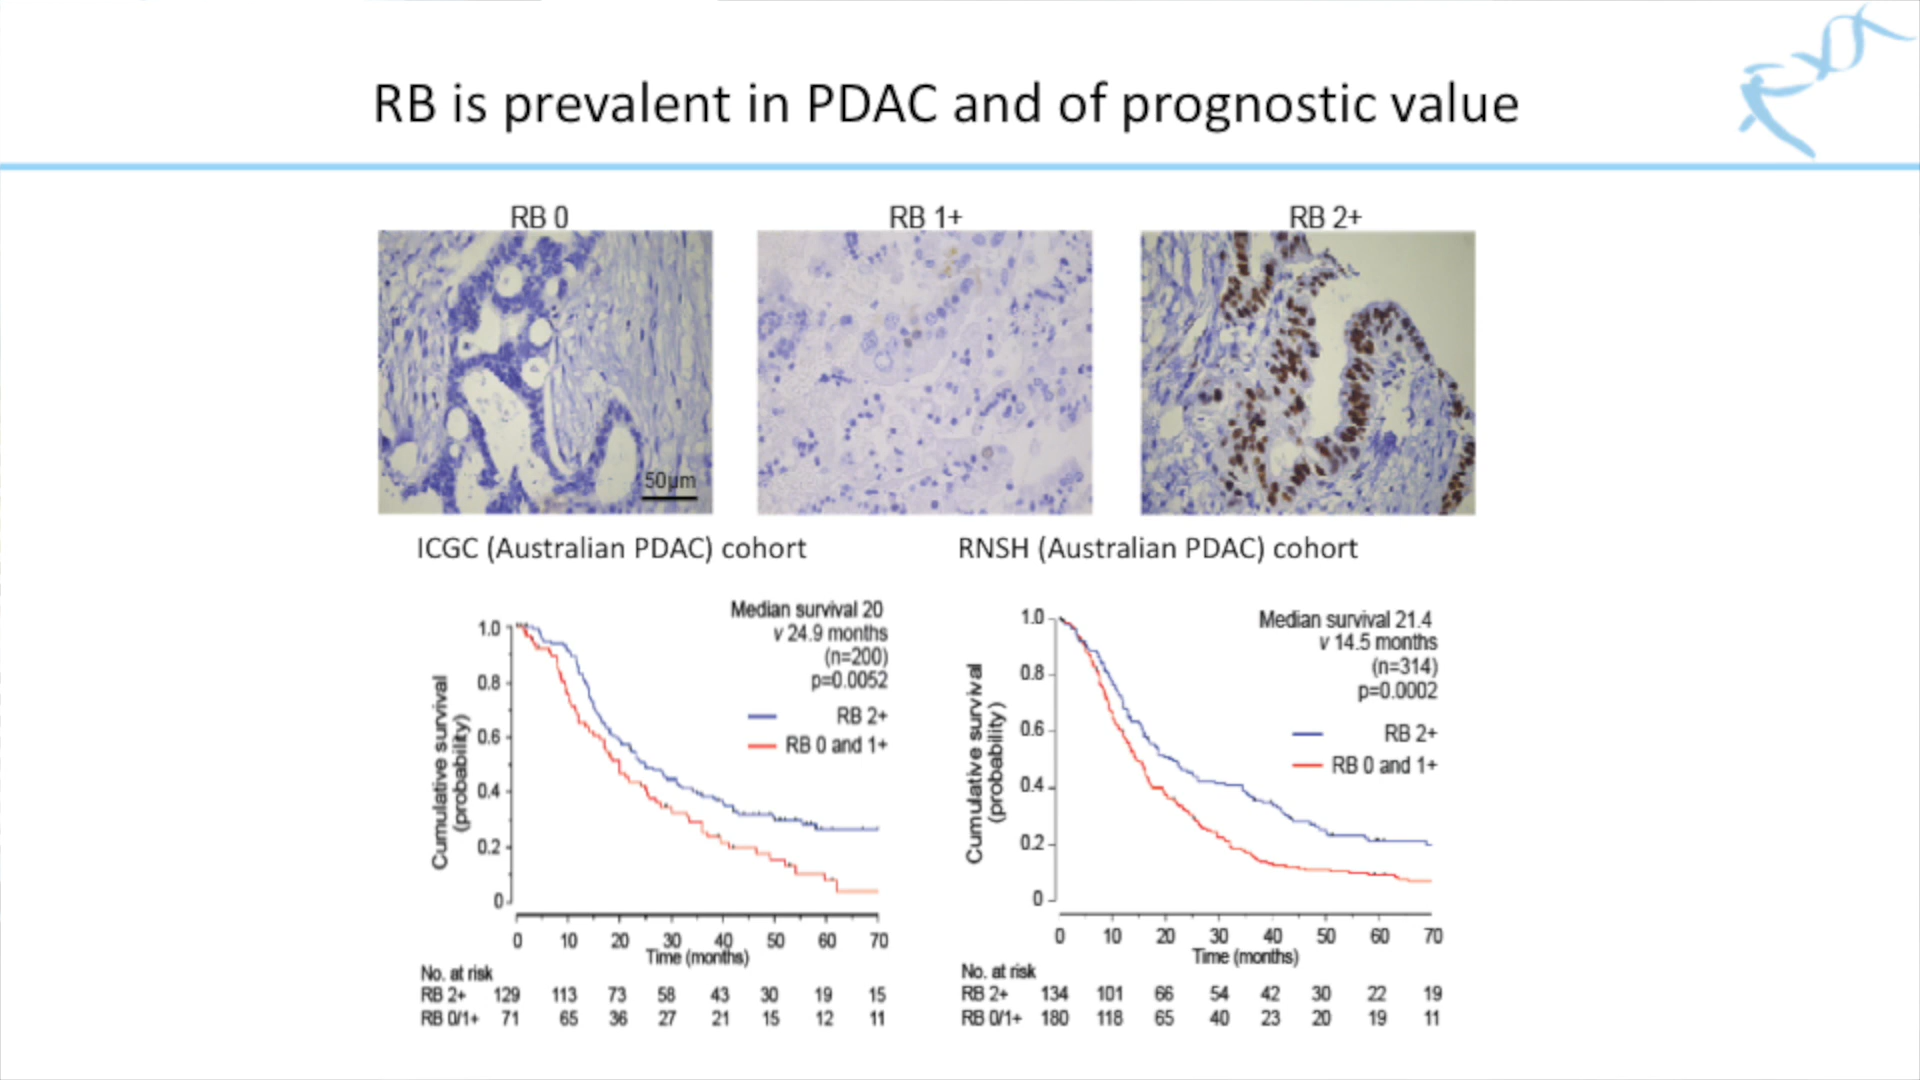 RB is prevalent in PDAC and of prognostic value
RB 0
RB 1+
RB 2+
50µm
ICGC (Australian PDAC) cohort
Median survival 20
v 24.9 months
(n=200)
p=0.0052
RB 2+
RB 0 and 1+
Cumulative survival
(probability)
1.0
0.8
0.6
0.4
0.2
0
0 10 20 30 40 50 60 70
Time (months)
No. at risk
RB 2+ 129 113 73 58 43 30 19 15
RB 0/1+ 71 65 36 27 21 15 12 11
RNSH (Australian PDAC) cohort
Median survival 21.4
v 14.5 months
(n=314)
p=0.0002
RB 2+
RB 0 and 1+
Cumulative survival
(probability)
1.0
0.8
0.6
0.4
0.2
0
0 10 20 30 40 50 60 70
Time (months)
No. at risk
RB 2+ 134 101 66 54 42 30 22 19
RB 0/1+ 180 118 65 40 23 20 19 11